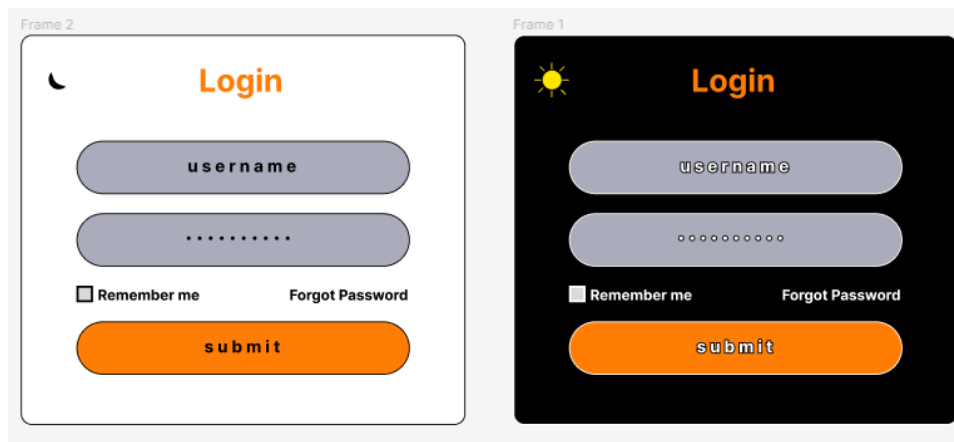 Frame 2
Login
username
••••••••••
Remember me Forgot Password
submit
Frame 1
Login
username
••••••••••
Remember me Forgot Password
submit